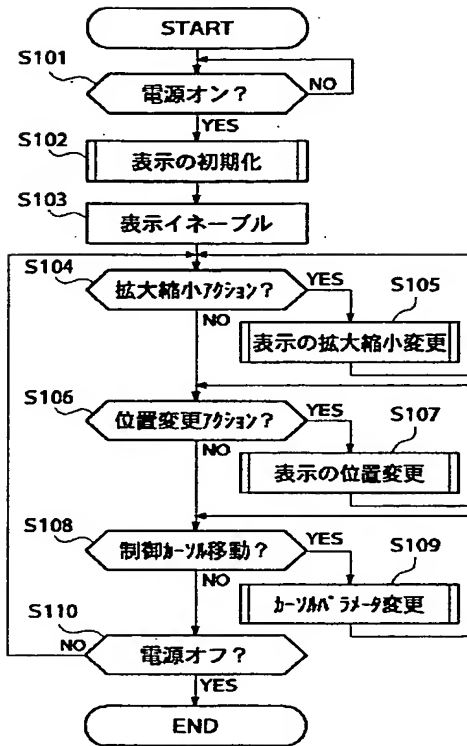 START
S101
電源オン?
NO
YES
S102
表示の初期化
S103
表示イネーブル
S104
拡大縮小アクション?
YES
NO
S105
表示の拡大縮小変更
S106
位置変更アクション?
YES
NO
S107
表示の位置変更
S108
制御カーソル移動?
YES
NO
S109
カーソルパラメータ変更
S110
NO
電源オフ?
YES
END